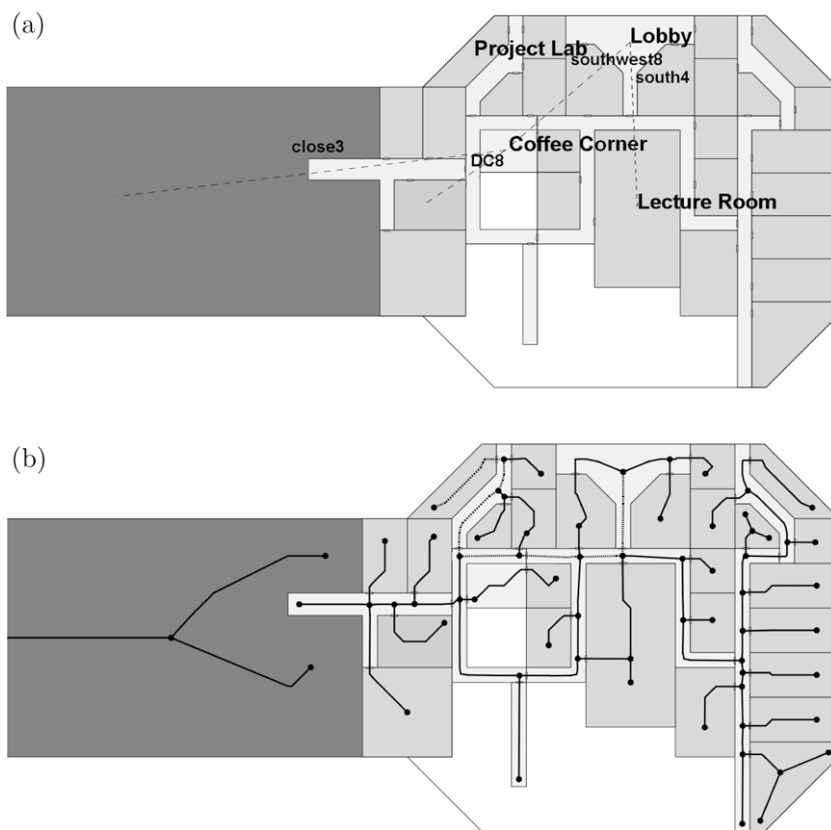 (a)
Project Lab
Lobby
southwest8
south4
close3
DC8
Coffee Corner
Lecture Room
(b)